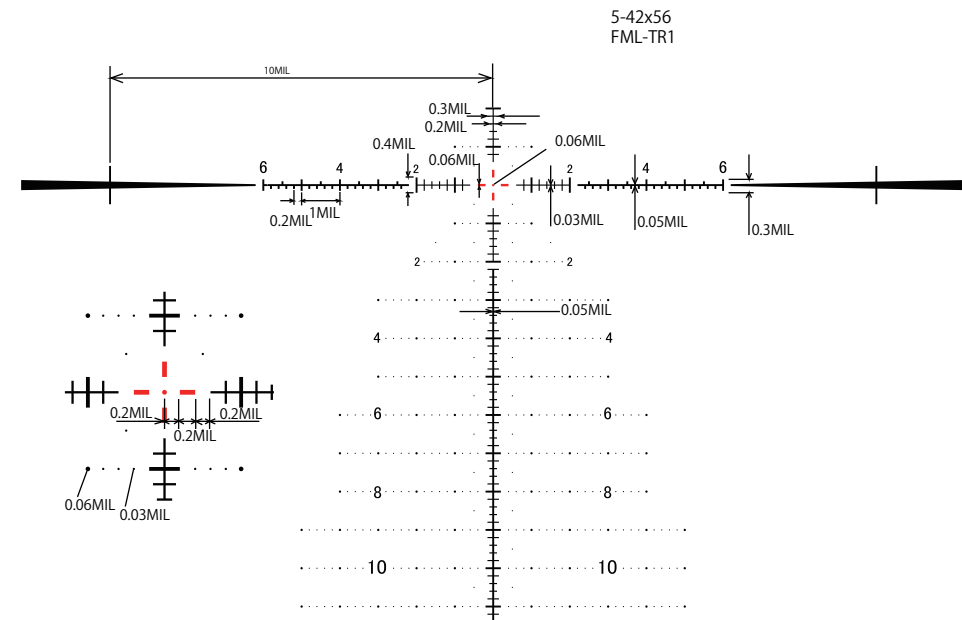 5-42x56
FML-TR1
10MIL
0.3MIL
0.2MIL
0.4MIL
0.06MIL
0.06MIL
6 4 2 2 4 6
0.2MIL
1MIL
0.03MIL
0.05MIL
0.3MIL
2 2
0.05MIL
4 4
0.2MIL
0.2MIL
0.2MIL
6 6
8 8
0.06MIL
0.03MIL
10 10